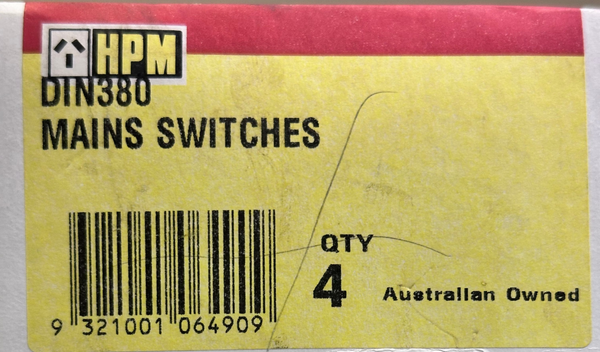 HPM
DIN380
MAINS SWITCHES
QTY
4
Australian Owned
9 321001 064909